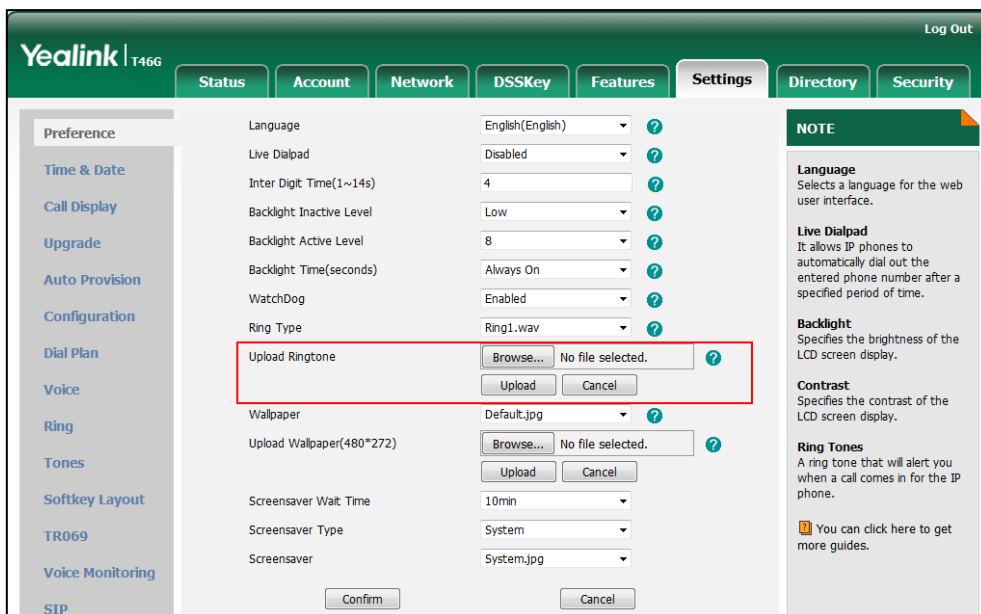 Log Out
Yealink | T46G
Status Account Network DSSKey Features Settings Directory Security
Preference
Time & Date
Call Display
Upgrade
Auto Provision
Configuration
Dial Plan
Voice
Ring
Tones
Softkey Layout
TR069
Voice Monitoring
SIP
Language English(English) ?
Live Dialpad Disabled ?
Inter Digit Time(1~14s) 4 ?
Backlight Inactive Level Low ?
Backlight Active Level 8 ?
Backlight Time(seconds) Always On ?
WatchDog Enabled ?
Ring Type Ring1.wav ?
Upload Ringtone Browse... No file selected. ?
Upload Cancel
Wallpaper Default.jpg ?
Upload Wallpaper(480*272) Browse... No file selected. ?
Upload Cancel
Screensaver Wait Time 10min
Screensaver Type System
Screensaver System.jpg
Confirm Cancel
NOTE
Language
Selects a language for the web
user interface.
Live Dialpad
It allows IP phones to
automatically dial out the
entered phone number after a
specified period of time.
Backlight
Specifies the brightness of the
LCD screen display.
Contrast
Specifies the contrast of the
LCD screen display.
Ring Tones
A ring tone that will alert you
when a call comes in for the IP
phone.
? You can click here to get
more guides.